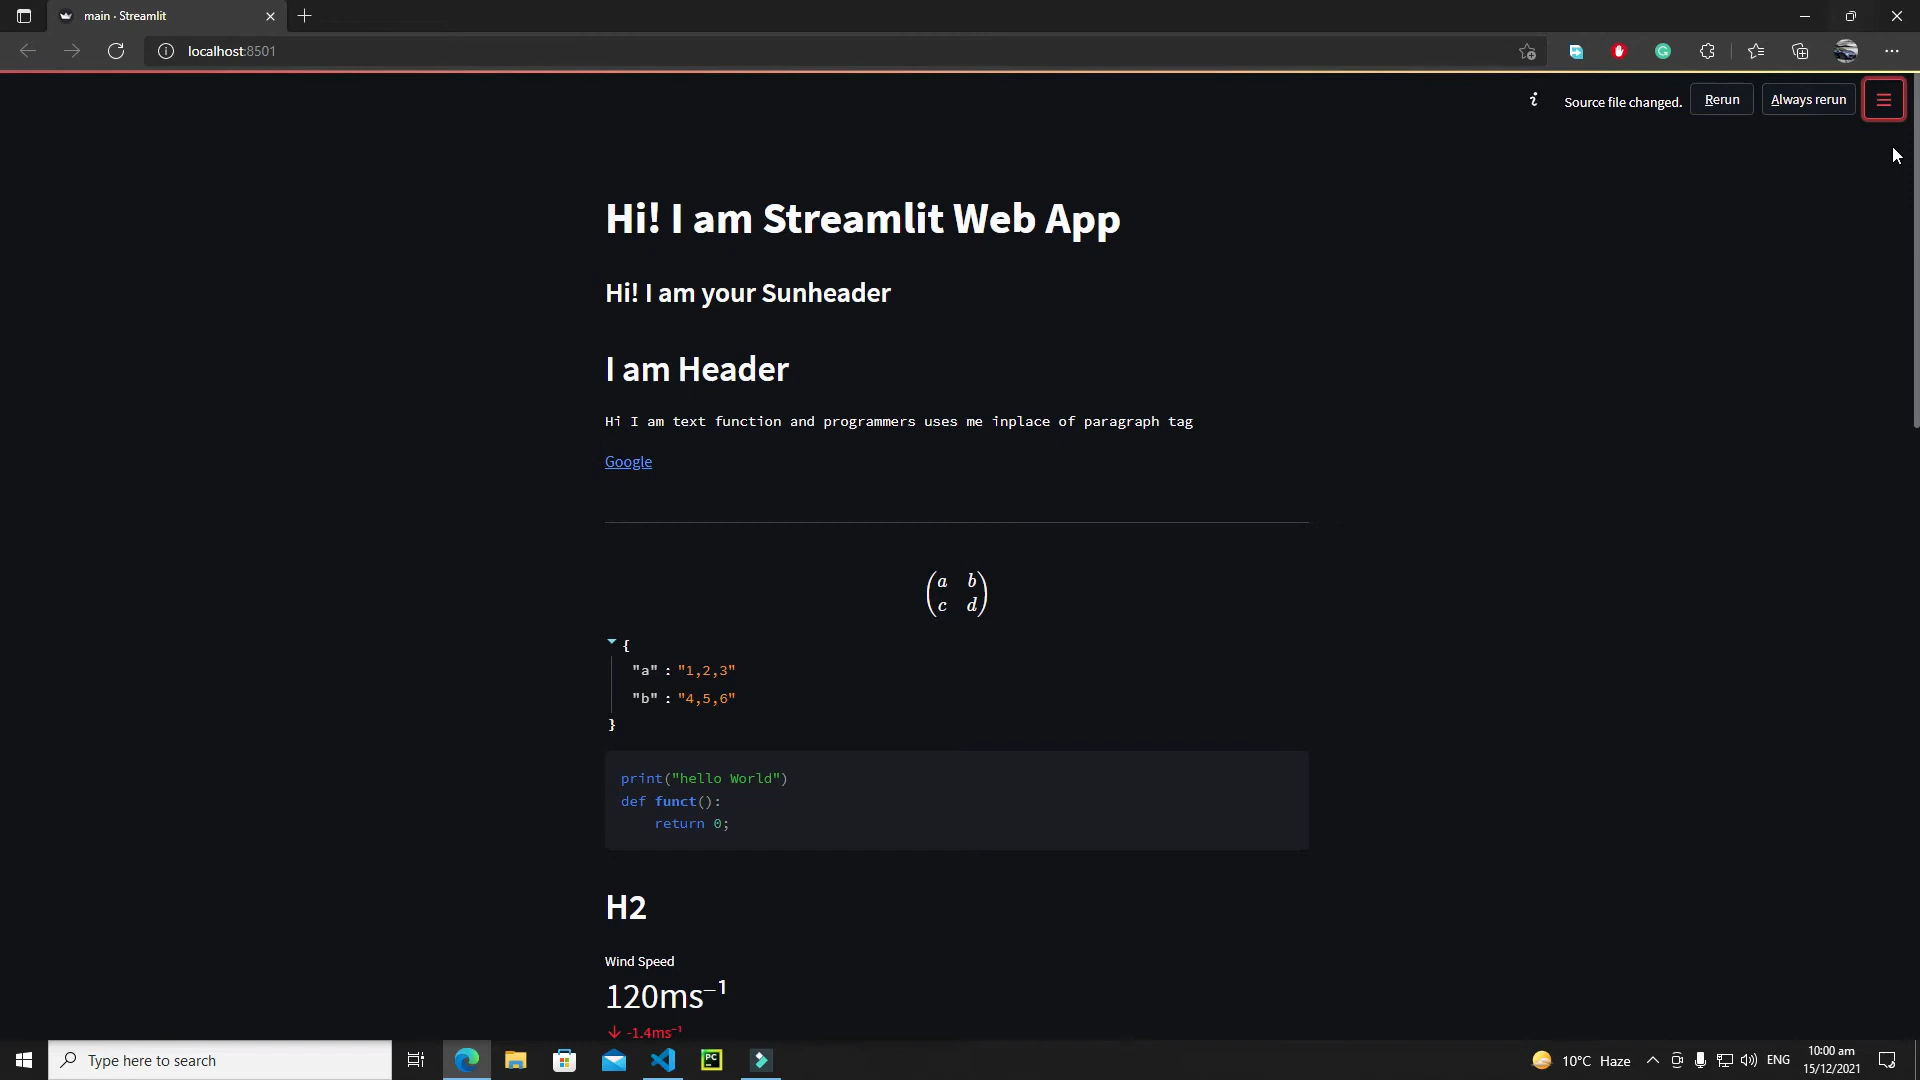 main · Streamlit
localhost:8501
Source file changed. Rerun Always rerun
Hi! I am Streamlit Web App
Hi! I am your Sunheader
I am Header
Hi I am text function and programmers uses me inplace of paragraph tag
Google
a b
c d
{
"a" : "1,2,3"
"b" : "4,5,6"
}
print("hello World")
def funct():
return 0;
H2
Wind Speed
120ms⁻¹
-1.4ms⁻¹
Type here to search
10°C Haze
ENG
10:00 am
15/12/2021